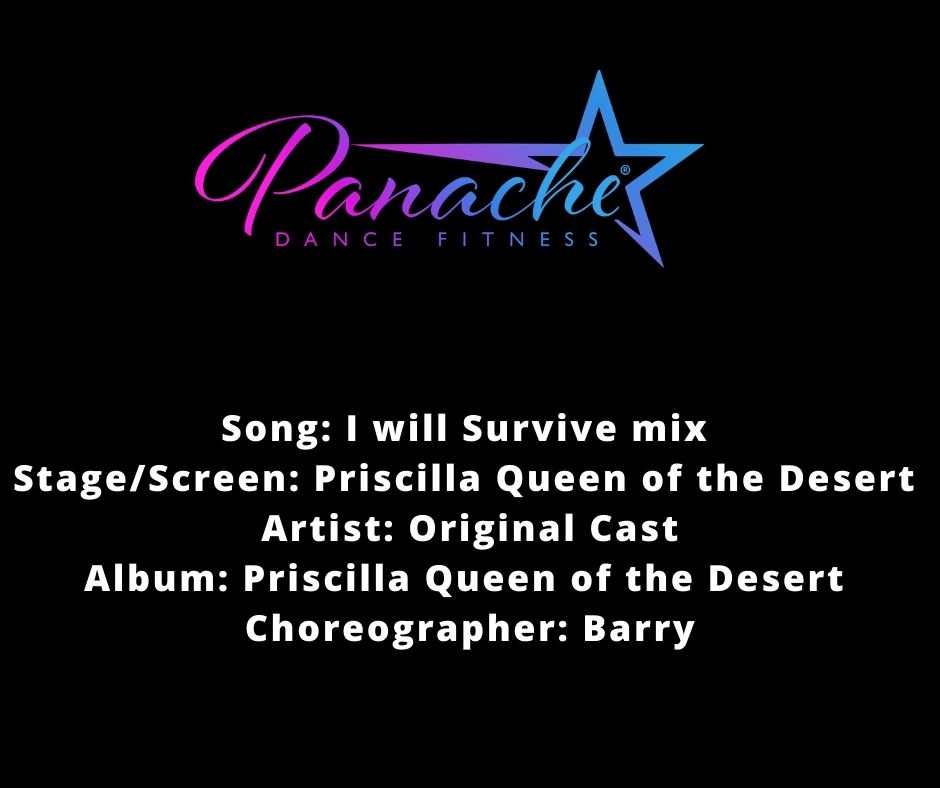 Panache®
DANCE FITNESS
Song: I will Survive mix
Stage/Screen: Priscilla Queen of the Desert
Artist: Original Cast
Album: Priscilla Queen of the Desert
Choreographer: Barry